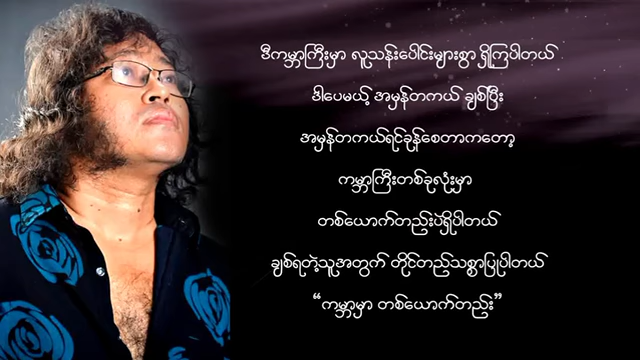 ဒီကမ္ဘာကြီးမှာ လူသန်းပေါင်းများစွာ ရှိကြပါတယ်
ဒါပေမယ့် အမှန်တကယ် ချစ်ပြီး
အမှန်တကယ်ရင်ခုန်စေတာကတော့
ကမ္ဘာကြီးတစ်ခုလုံးမှာ
တစ်ယောက်တည်းပဲရှိပါတယ်
ချစ်ရတဲ့သူအတွက် တိုင်တည်သစ္စာပြုပါတယ်
“ကမ္ဘာမှာ တစ်ယောက်တည်း”